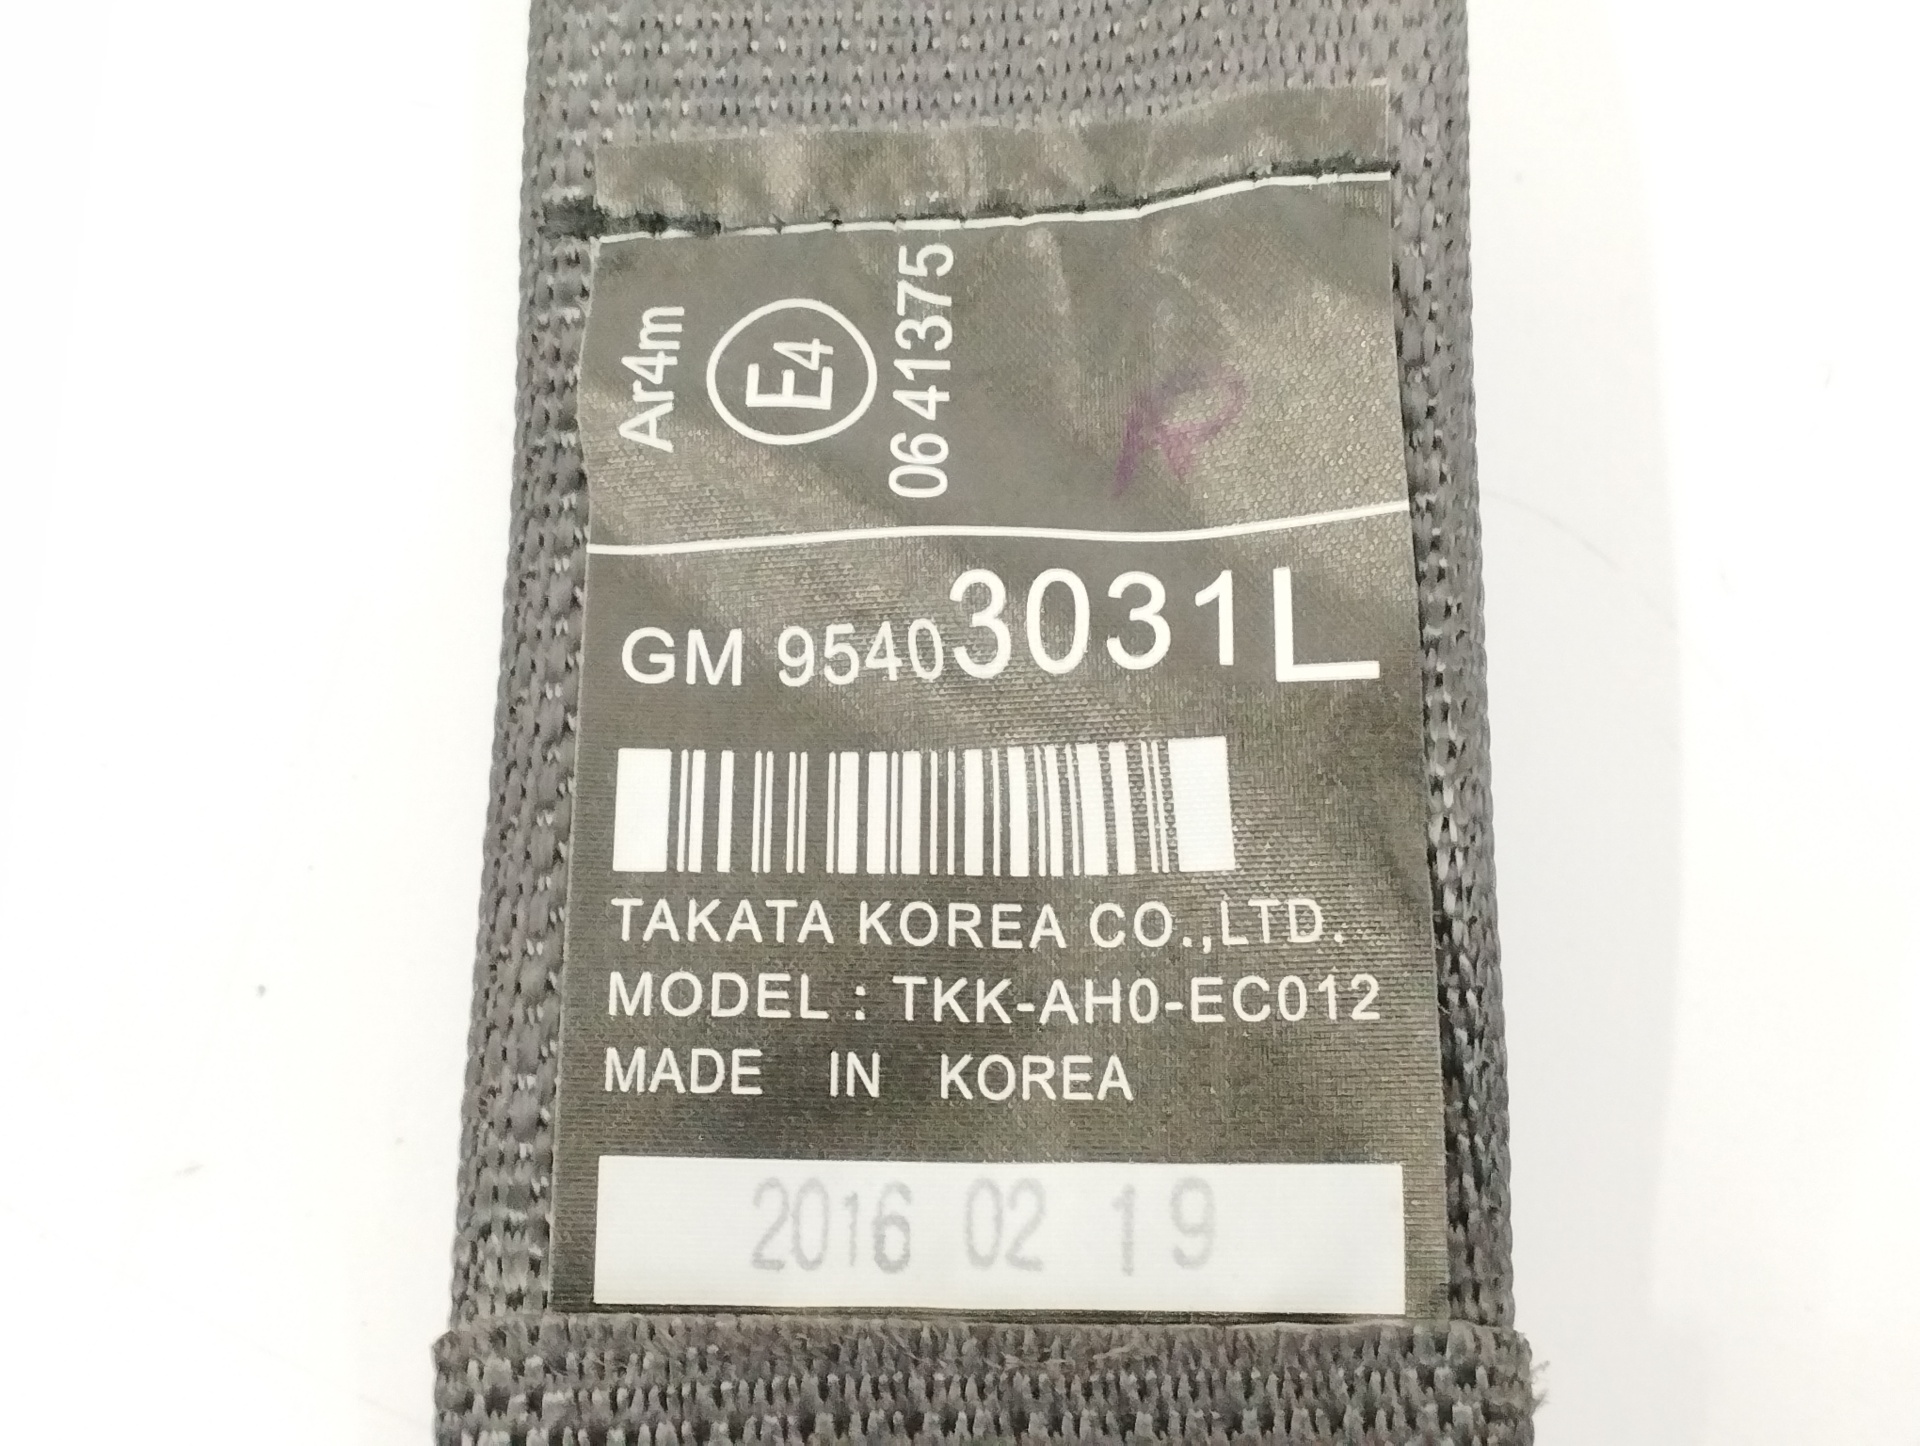 Ar4m
E4
06 41375
R
GM 95403031L
TAKATA KOREA CO.,LTD.
MODEL : TKK-AH0-EC012
MADE IN KOREA
2016 02 19